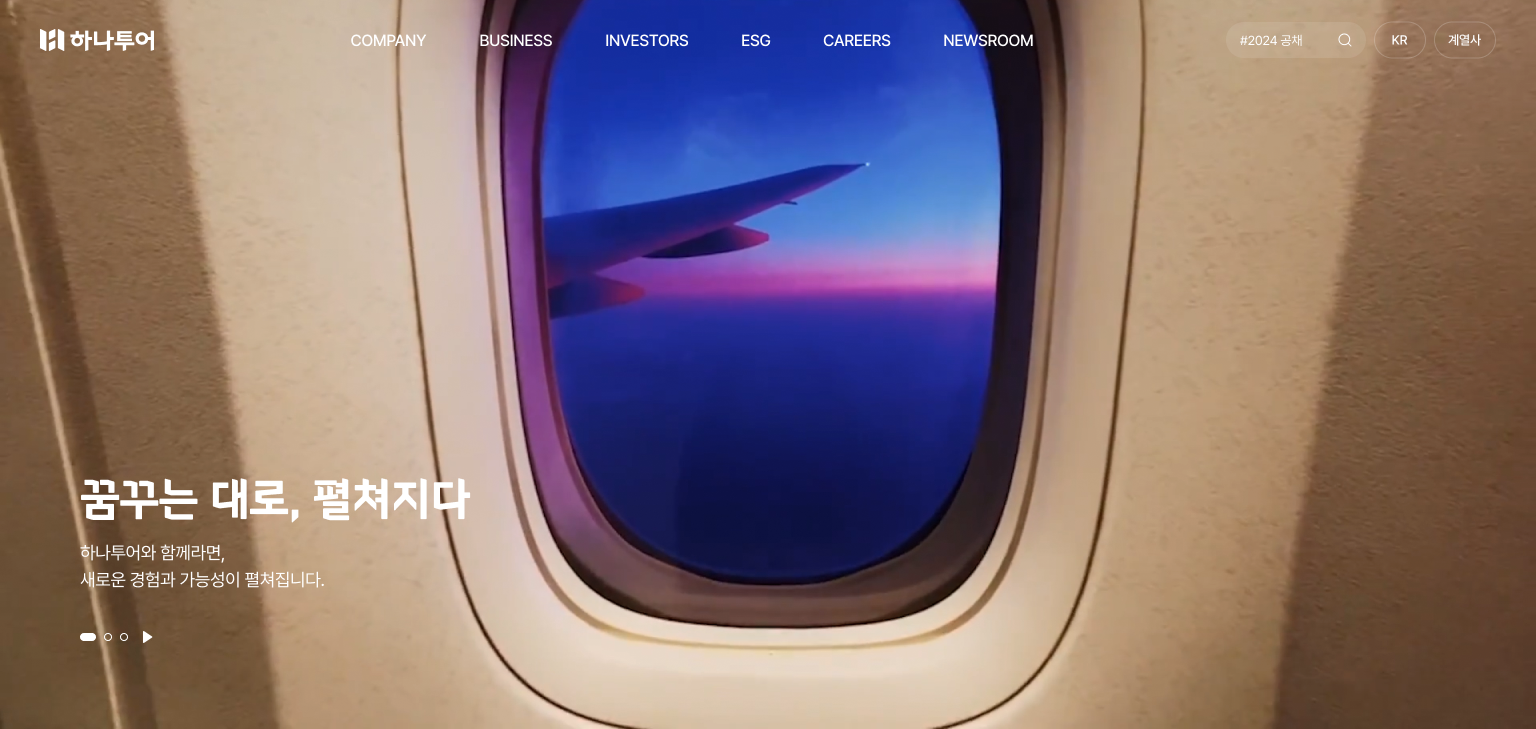 하나투어
COMPANY
BUSINESS
INVESTORS
ESG
CAREERS
NEWSROOM
#2024 공채
KR
계열사
꿈꾸는 대로, 펼쳐지다
하나투어와 함께라면,
새로운 경험과 가능성이 펼쳐집니다.